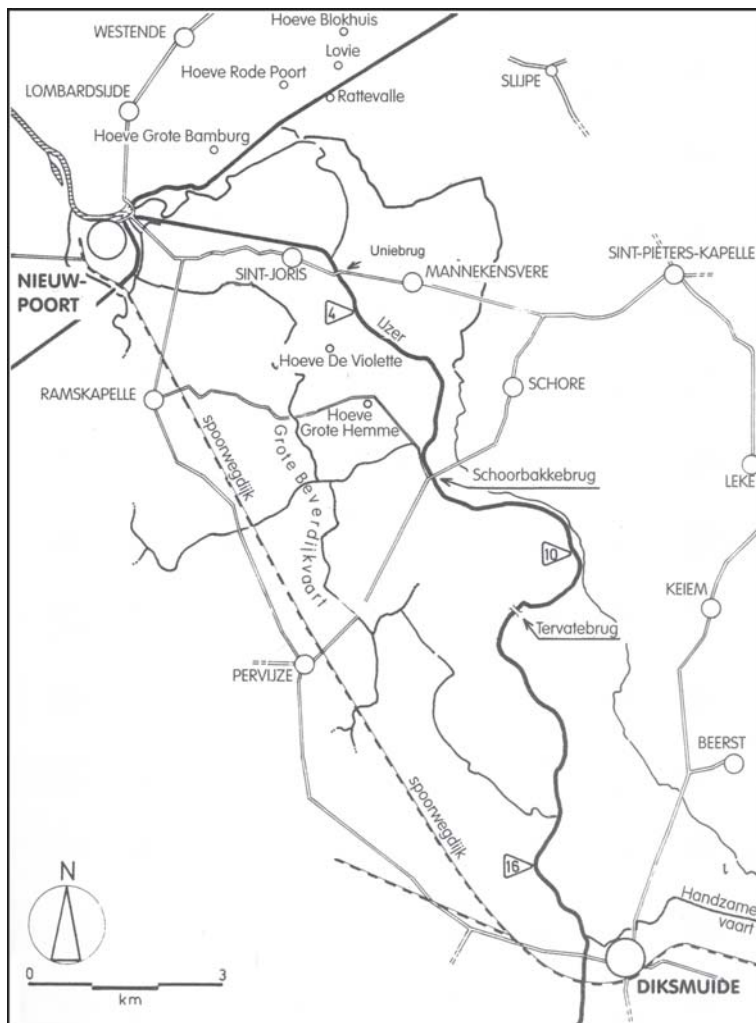 WESTENDE
Hoeve Blokhuis
Lovie
Hoeve Rode Poort
SLIJPE
LOMBARDSIJDE
Rattevalle
Hoeve Grote Bamburg
Uniebrug
SINT-PIETERS-KAPELLE
SINT-JORIS
MANNEKENSVERE
NIEUW-
POORT
4
IJzer
Hoeve De Violette
SCHORE
RAMSKAPELLE
Hoeve
Grote Hemme
spoorwegdijk
Grote Beverdijkvaart
Schoorbakkebrug
LEKE
10
KEIEM
Tervatebrug
PERVIJZE
BEERST
spoorwegdijk
16
N
Handzame
vaart
0 3
km
DIKSMUIDE